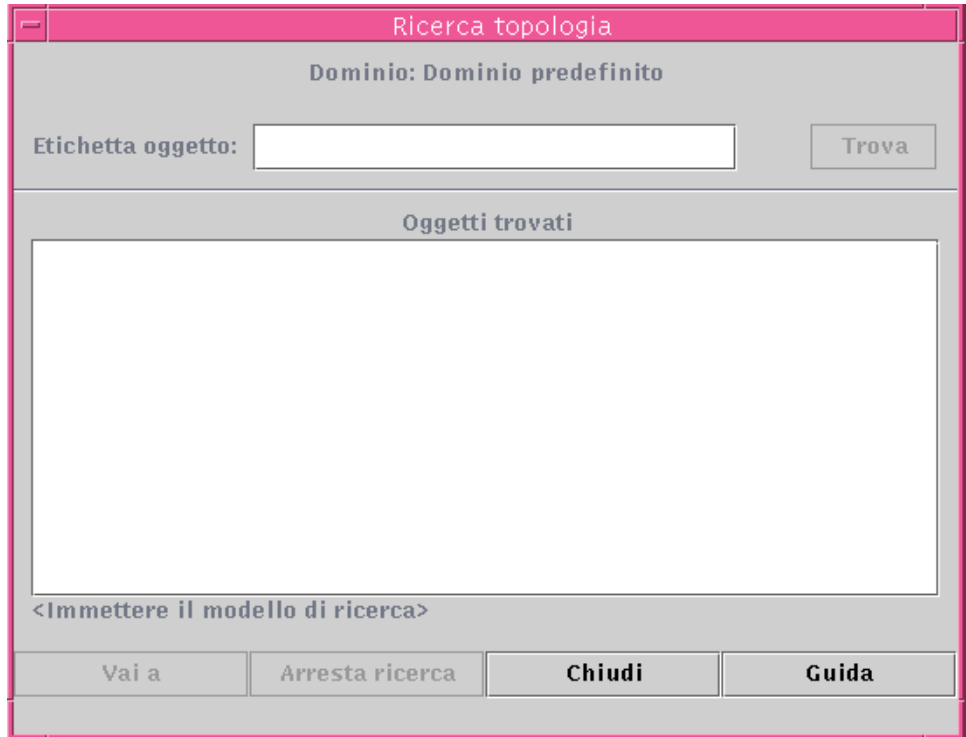 Ricerca topologia
Dominio: Dominio predefinito
Etichetta oggetto: Trova
Oggetti trovati
<Immettere il modello di ricerca>
Vai a Arresta ricerca Chiudi Guida